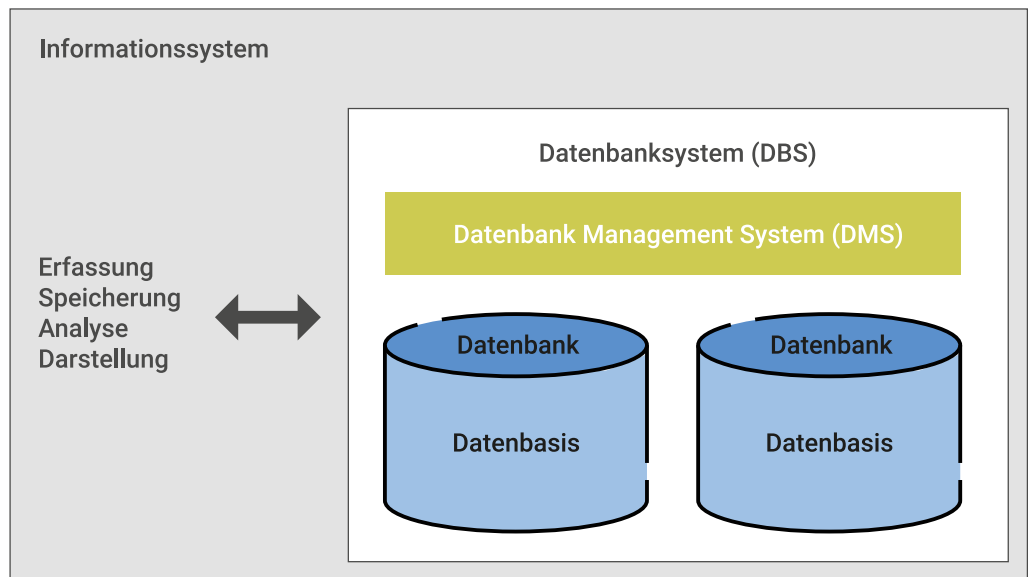 Informationssystem
Datenbanksystem (DBS)
Datenbank Management System (DMS)
Erfassung
Speicherung
Analyse
Darstellung
Datenbank
Datenbasis
Datenbank
Datenbasis